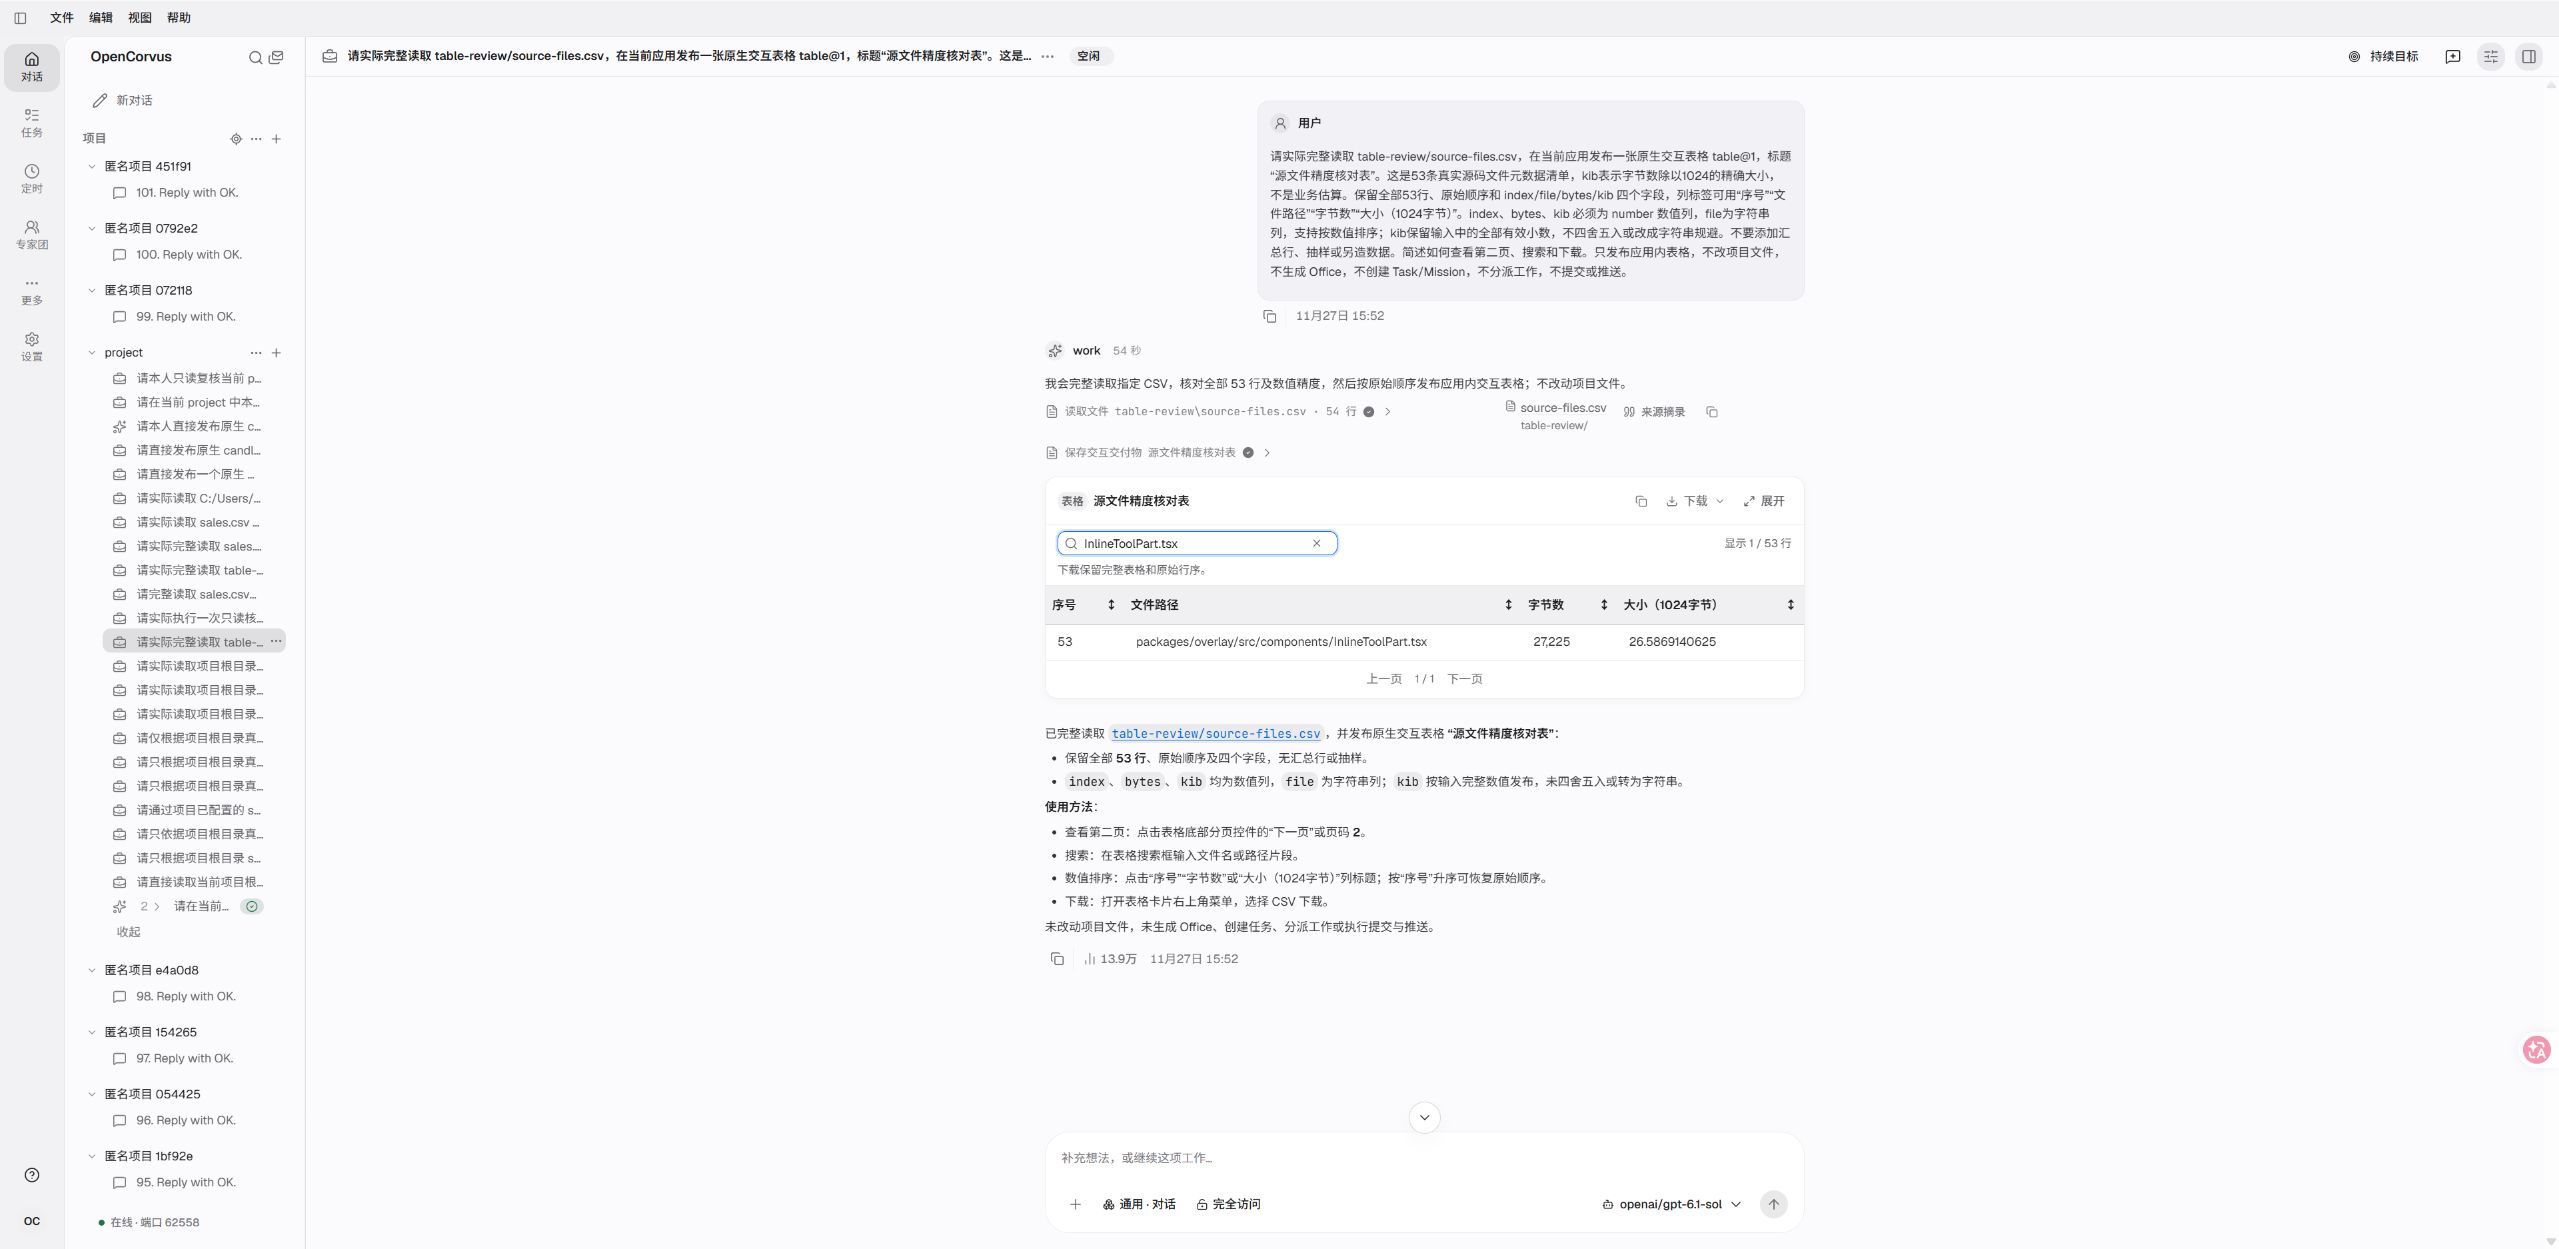 文件 编辑 视图 帮助
对话
任务
定时
专家团
更多
设置
OC
OpenCorvus
新对话
项目
匿名项目 451f91
101. Reply with OK.
匿名项目 0792e2
100. Reply with OK.
匿名项目 072118
99. Reply with OK.
project
请本人只读复核当前 p...
请在当前 project 中本...
请本人直接发布原生 c...
请直接发布原生 candl...
请直接发布一个原生 ...
请实际读取 C:/Users/...
请实际读取 sales.csv ...
请实际完整读取 sales....
请实际完整读取 table-...
请完整读取 sales.csv...
请实际执行一次只读核...
请实际完整读取 table-...
请实际读取项目根目录...
请实际读取项目根目录...
请实际读取项目根目录...
请仅根据项目根目录真...
请只根据项目根目录真...
请只根据项目根目录真...
请通过项目已配置的 s...
请只依据项目根目录真...
请只根据项目根目录 s...
请直接读取当前项目根...
2 请在当前...
收起
匿名项目 e4a0d8
98. Reply with OK.
匿名项目 154265
97. Reply with OK.
匿名项目 054425
96. Reply with OK.
匿名项目 1bf92e
95. Reply with OK.
在线 · 端口 62558
请实际完整读取 table-review/source-files.csv，在当前应用发布一张原生交互表格 table@1，标题“源文件精度核对表”。这是... ··· 空闲
持续目标
用户
请实际完整读取 table-review/source-files.csv，在当前应用发布一张原生交互表格 table@1，标题
“源文件精度核对表”。这是53条真实源码文件元数据清单，kib表示字节数除以1024的精确大小，
不是业务估算。保留全部53行、原始顺序和 index/file/bytes/kib 四个字段，列标签可用“序号”“文
件路径”“字节数”“大小（1024字节）”。index、bytes、kib 必须为 number 数值列，file为字符串
列，支持按数值排序；kib保留输入中的全部有效小数，不四舍五入或改成字符串规避。不要添加汇
总行、抽样或另造数据。简述如何查看第二页、搜索和下载。只发布应用内表格，不改项目文件，
不生成 Office，不创建 Task/Mission，不分派工作，不提交或推送。
11月27日 15:52
work 54 秒
我会完整读取指定 CSV，核对全部 53 行及数值精度，然后按原始顺序发布应用内交互表格；不改动项目文件。
读取文件 table-review\source-files.csv · 54 行
source-files.csv
table-review/
来源摘录
保存交互交付物 源文件精度核对表
表格 源文件精度核对表 下载 展开
InlineToolPart.tsx 显示 1 / 53 行
下载保留完整表格和原始行序。
序号 文件路径 字节数 大小（1024字节）
53 packages/overlay/src/components/InlineToolPart.tsx 27,225 26.5869140625
上一页 1 / 1 下一页
已完整读取 table-review/source-files.csv，并发布原生交互表格 “源文件精度核对表”：
• 保留全部 53 行、原始顺序及四个字段，无汇总行或抽样。
• index、bytes、kib 均为数值列，file 为字符串列；kib 按输入完整数值发布，未四舍五入或转为字符串。
使用方法：
• 查看第二页：点击表格底部分页控件的“下一页”或页码 2。
• 搜索：在表格搜索框输入文件名或路径片段。
• 数值排序：点击“序号”“字节数”或“大小（1024字节）”列标题；按“序号”升序可恢复原始顺序。
• 下载：打开表格卡片右上角菜单，选择 CSV 下载。
未改动项目文件，未生成 Office、创建任务、分派工作或执行提交与推送。
13.9万 11月27日 15:52
补充想法，或继续这项工作...
通用 · 对话 完全访问 openai/gpt-6.1-sol